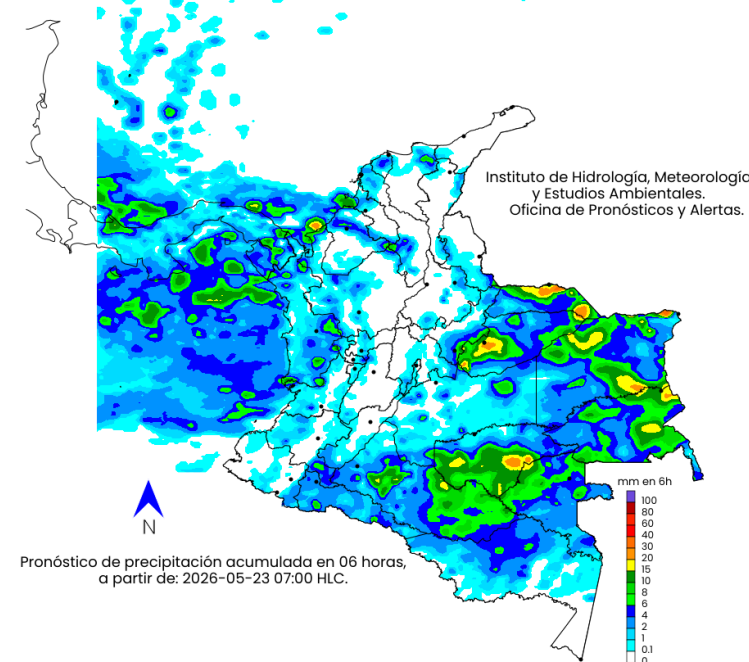 Instituto de Hidrología, Meteorología
y Estudios Ambientales.
Oficina de Pronósticos y Alertas.
mm en 6h
100
80
60
40
30
20
15
10
8
6
4
2
1
0.1
0
N
Pronóstico de precipitación acumulada en 06 horas,
a partir de: 2026-05-23 07:00 HLC.